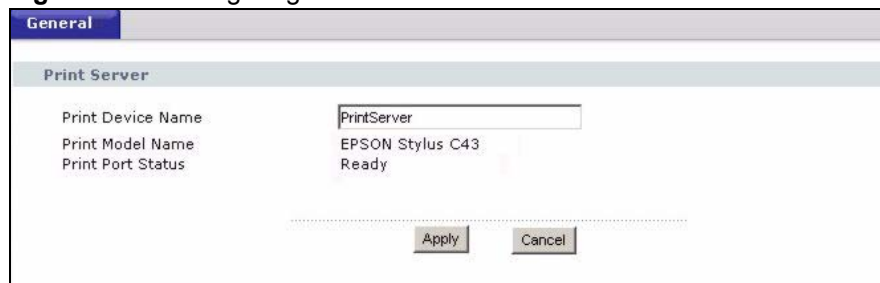 General
Print Server
Print Device Name PrintServer
Print Model Name EPSON Stylus C43
Print Port Status Ready
Apply Cancel